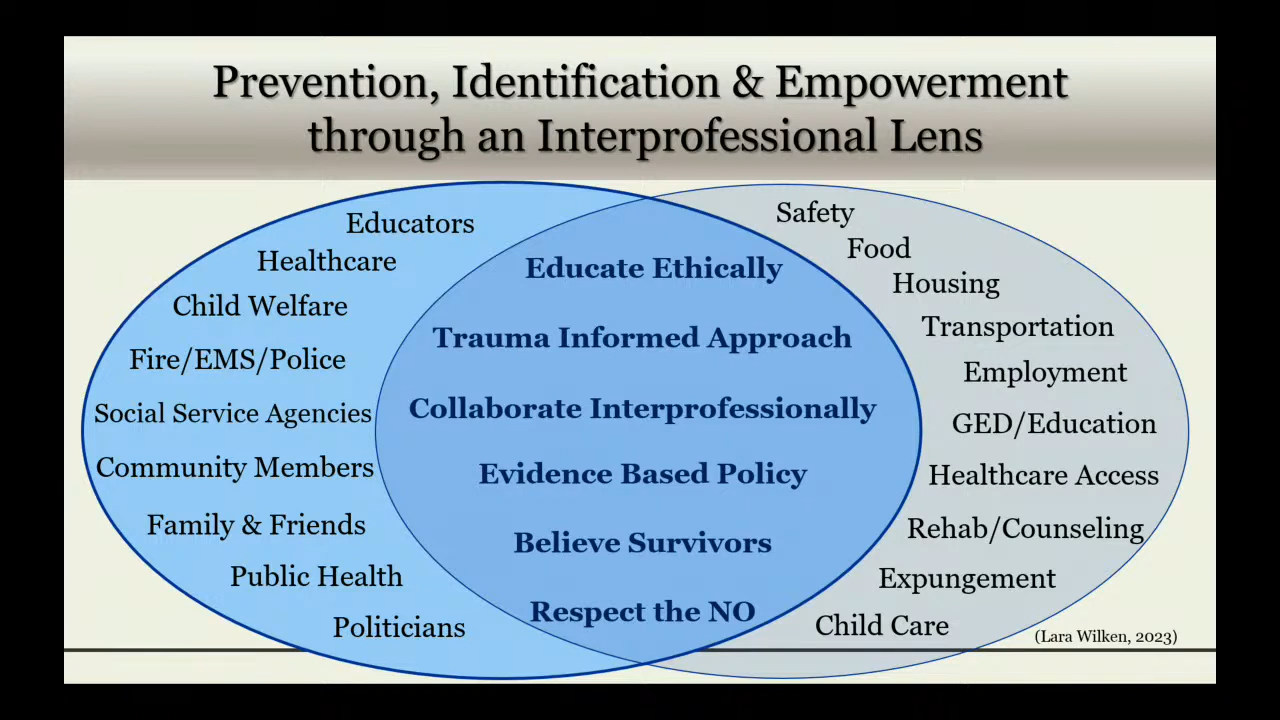 Prevention, Identification & Empowerment
through an Interprofessional Lens
Educators
Healthcare
Child Welfare
Fire/EMS/Police
Social Service Agencies
Community Members
Family & Friends
Public Health
Politicians
Educate Ethically
Trauma Informed Approach
Collaborate Interprofessionally
Evidence Based Policy
Believe Survivors
Respect the NO
Safety
Food
Housing
Transportation
Employment
GED/Education
Healthcare Access
Rehab/Counseling
Expungement
Child Care
(Lara Wilken, 2023)